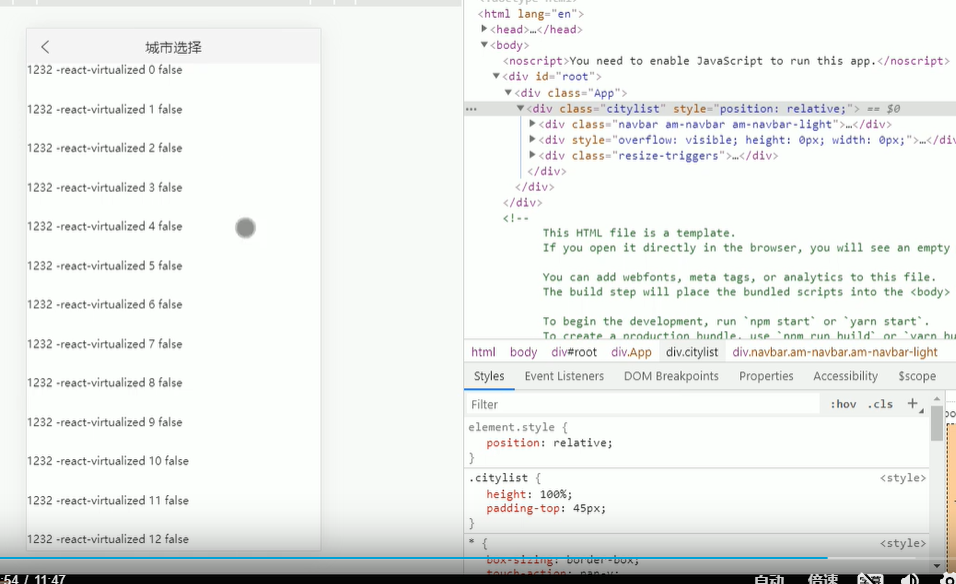 城市选择
1232 -react-virtualized 0 false
1232 -react-virtualized 1 false
1232 -react-virtualized 2 false
1232 -react-virtualized 3 false
1232 -react-virtualized 4 false
1232 -react-virtualized 5 false
1232 -react-virtualized 6 false
1232 -react-virtualized 7 false
1232 -react-virtualized 8 false
1232 -react-virtualized 9 false
1232 -react-virtualized 10 false
1232 -react-virtualized 11 false
1232 -react-virtualized 12 false
<html lang="en">
<head>…</head>
<body>
<noscript>You need to enable JavaScript to run this app.</noscript>
<div id="root">
<div class="App">
<div class="citylist" style="position: relative;"> == $0
<div class="navbar am-navbar am-navbar-light">…</div>
<div style="overflow: visible; height: 0px; width: 0px;">…</div>
<div class="resize-triggers">…</div>
</div>
</div>
</div>
<!--
This HTML file is a template.
If you open it directly in the browser, you will see an empty
You can add webfonts, meta tags, or analytics to this file.
The build step will place the bundled scripts into the <body>
To begin the development, run `npm start` or `yarn start`.
To create a production bundle, use `npm run build` or `yarn bu
html body div#root div.App div.citylist div.navbar.am-navbar.am-navbar-light
Styles Event Listeners DOM Breakpoints Properties Accessibility $scope
Filter :hov .cls +
element.style {
position: relative;
}
.citylist { <style>
height: 100%;
padding-top: 45px;
}
* { <style>
box-sizing: border-box;
touch-action: pan-y;
:54 / 11:47 自动 倍速